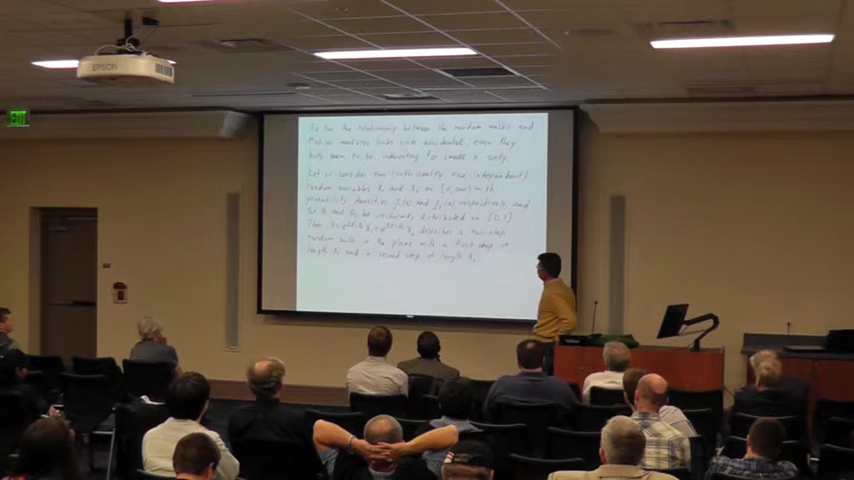 EPSON
EXIT
So far the relationship between the random walks and
Mahler measures looks quite accidental, even they
both seem to be interesting for small n only.
Let us consider two (sufficiently nice, independent)
random variables X₁ and X₂ on [0, ∞) with
probability densities p₁(x) and p₂(x) respectively, and
let θ₁ and θ₂ be uniformly distributed on [0, 1].
Then describes a two-step
random walk in the plane with a first step of
length X₁ and a second step of length X₂.